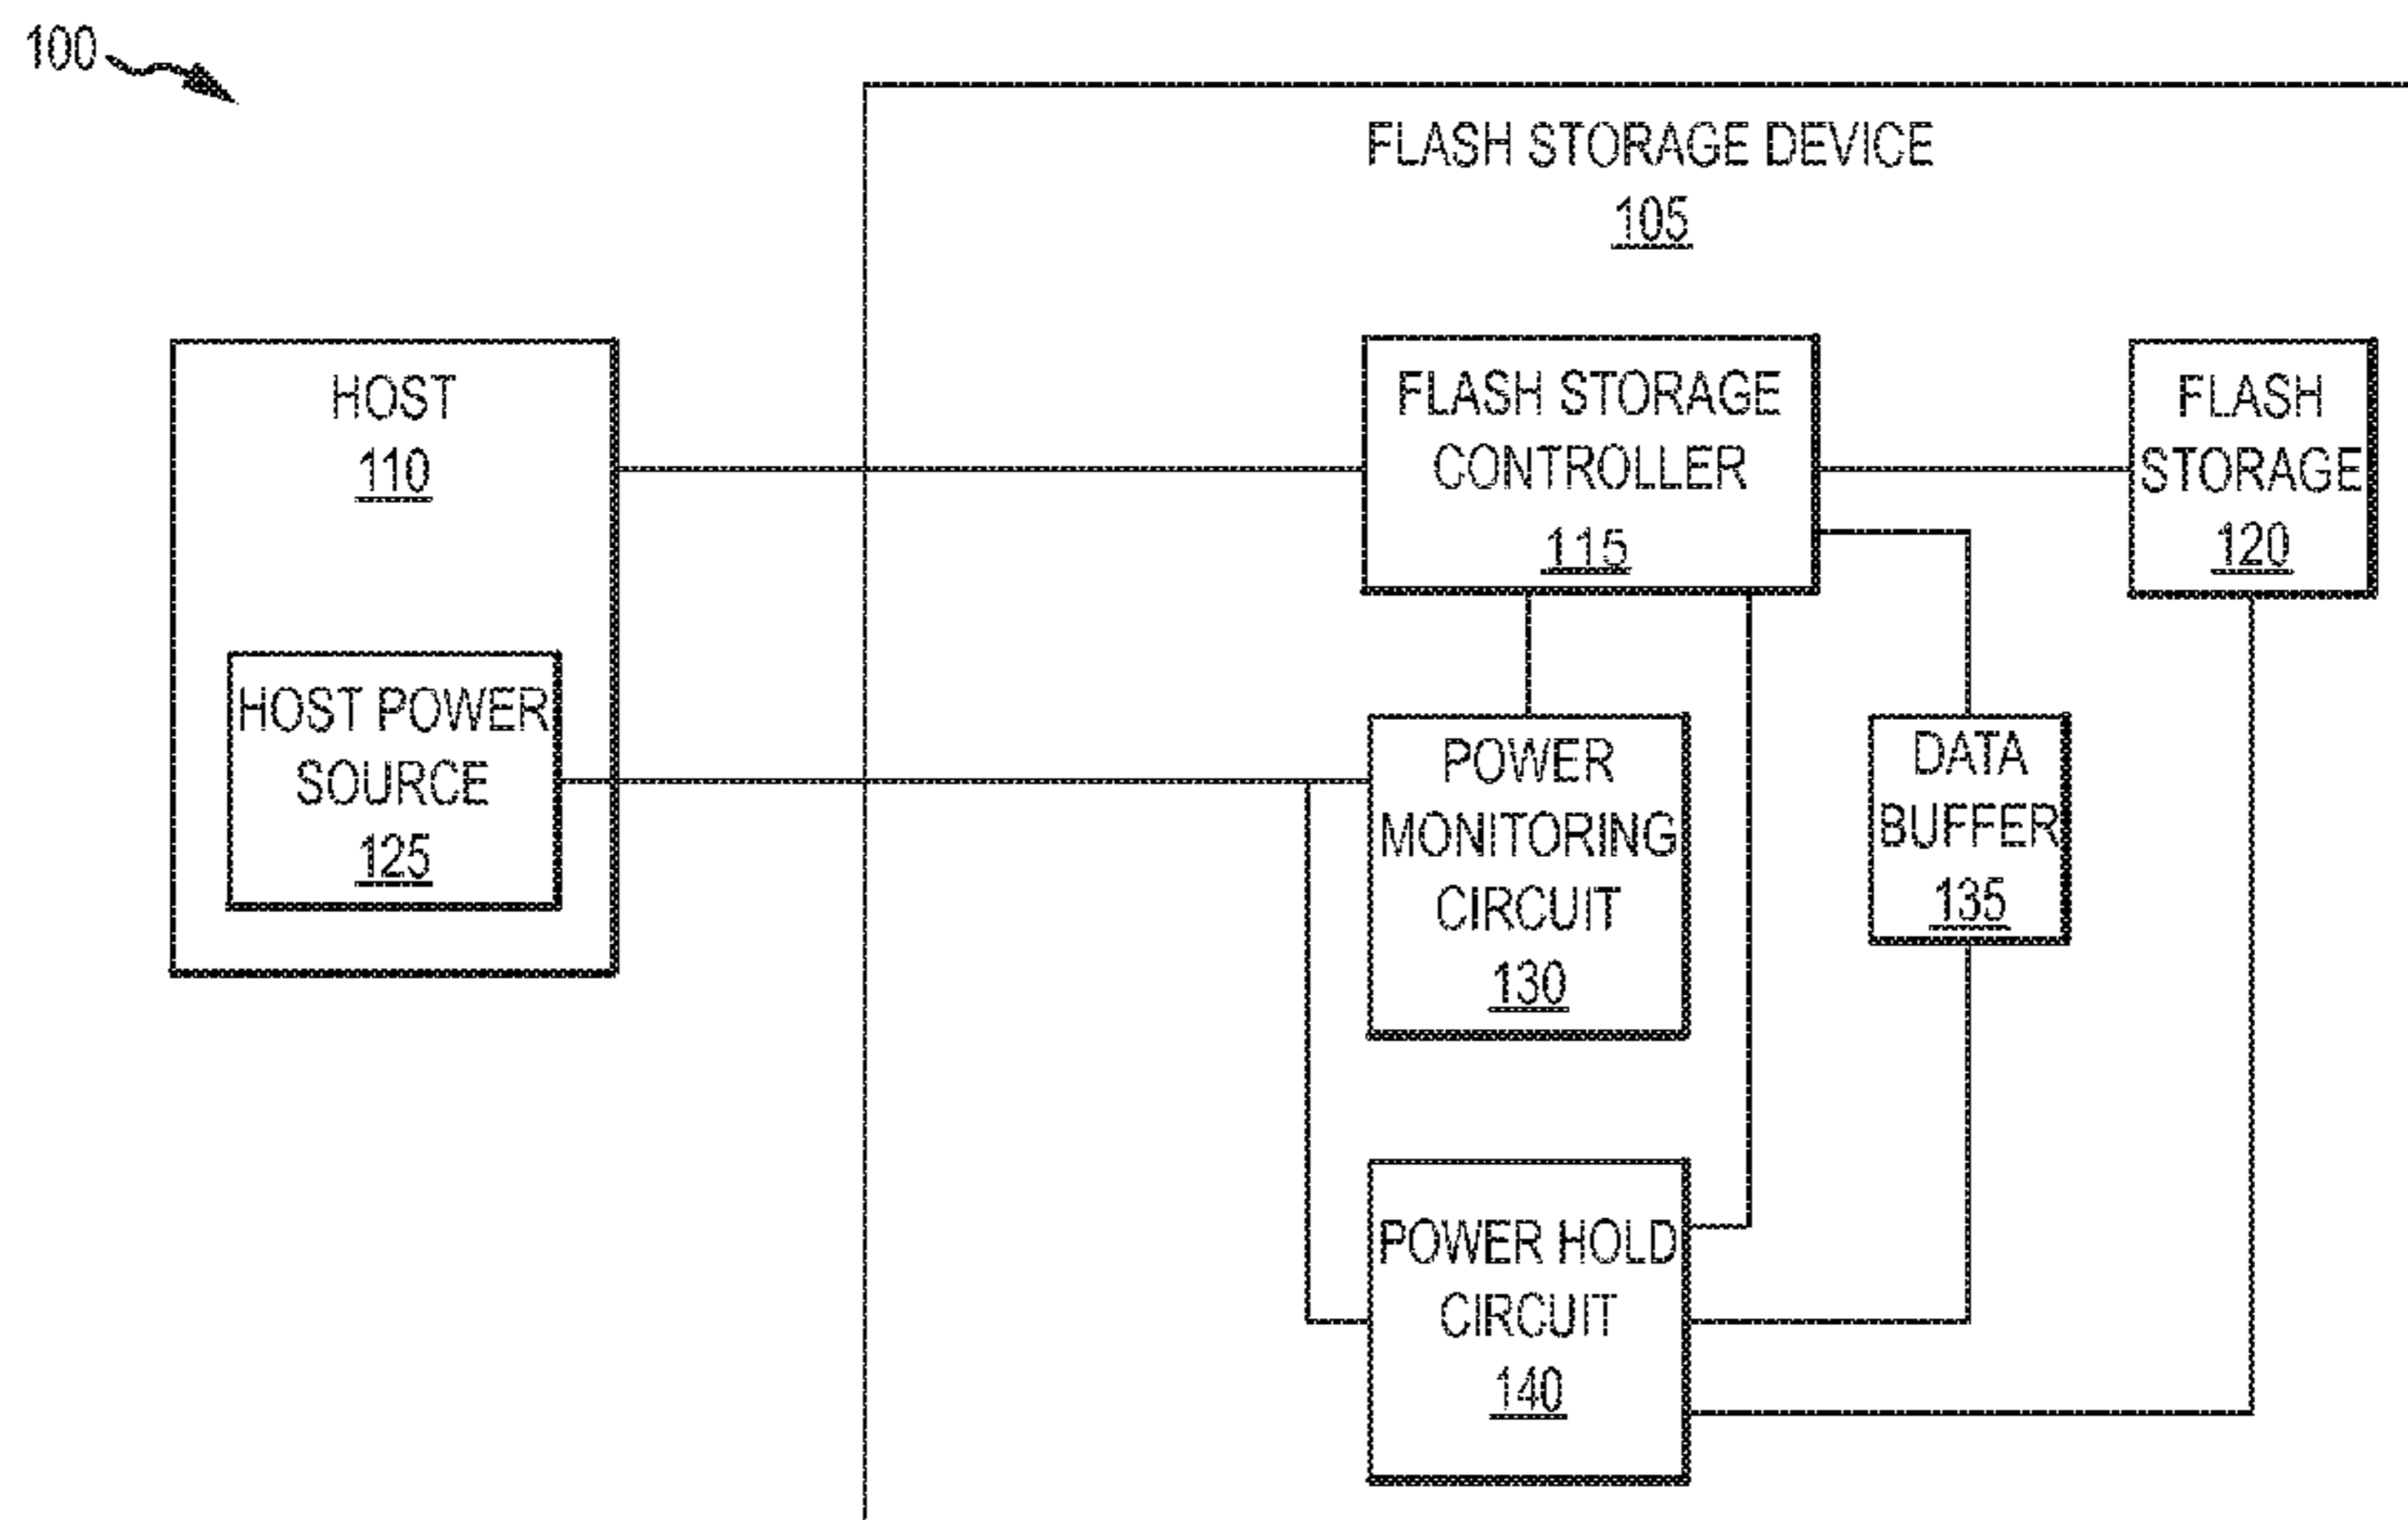 100
FLASH STORAGE DEVICE
105
HOST
110
FLASH STORAGE
CONTROLLER
115
FLASH
STORAGE
120
HOST POWER
SOURCE
125
POWER
MONITORING
CIRCUIT
130
DATA
BUFFER
135
POWER HOLD
CIRCUIT
140